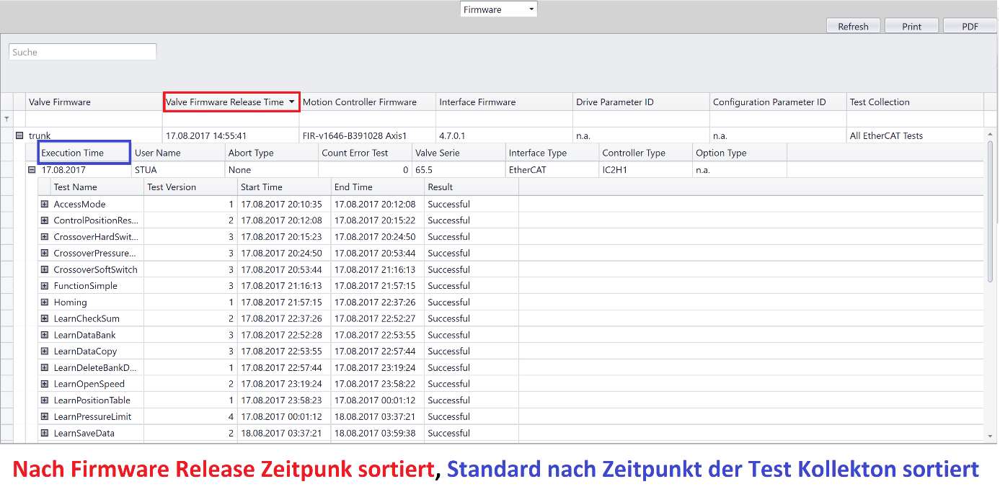 Firmware
Refresh Print PDF
Suche
Valve Firmware Valve Firmware Release Time Motion Controller Firmware Interface Firmware Drive Parameter ID Configuration Parameter ID Test Collection
trunk 17.08.2017 14:55:41 FIR-v1646-B391028 Axis1 4.7.0.1 n.a. n.a. All EtherCAT Tests
Execution Time User Name Abort Type Count Error Test Valve Serie Interface Type Controller Type Option Type
17.08.2017 STUA None 0 65.5 EtherCAT IC2H1 n.a.
Test Name Test Version Start Time End Time Result
AccessMode 1 17.08.2017 20:10:35 17.08.2017 20:12:08 Successful
ControlPositionRes... 2 17.08.2017 20:12:08 17.08.2017 20:15:22 Successful
CrossoverHardSwit... 3 17.08.2017 20:15:23 17.08.2017 20:24:50 Successful
CrossoverPressure... 3 17.08.2017 20:24:50 17.08.2017 20:53:44 Successful
CrossoverSoftSwitch 3 17.08.2017 20:53:44 17.08.2017 21:16:13 Successful
FunctionSimple 3 17.08.2017 21:16:13 17.08.2017 21:57:15 Successful
Homing 1 17.08.2017 21:57:15 17.08.2017 22:37:26 Successful
LearnCheckSum 2 17.08.2017 22:37:26 17.08.2017 22:52:27 Successful
LearnDataBank 3 17.08.2017 22:52:28 17.08.2017 22:53:55 Successful
LearnDataCopy 3 17.08.2017 22:53:55 17.08.2017 22:57:44 Successful
LearnDeleteBankD... 1 17.08.2017 22:57:44 17.08.2017 23:19:24 Successful
LearnOpenSpeed 2 17.08.2017 23:19:24 17.08.2017 23:58:22 Successful
LearnPositionTable 1 17.08.2017 23:58:23 17.08.2017 00:01:12 Successful
LearnPressureLimit 4 17.08.2017 00:01:12 18.08.2017 03:37:21 Successful
LearnSaveData 2 18.08.2017 03:37:21 18.08.2017 03:59:38 Successful
Nach Firmware Release Zeitpunk sortiert, Standard nach Zeitpunkt der Test Kollekton sortiert